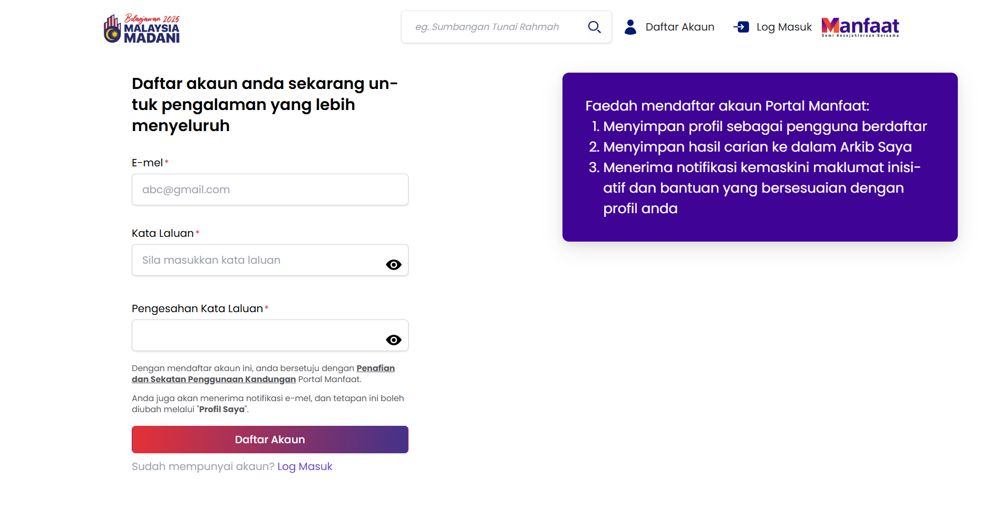 Belanjawan 2025
MALAYSIA
MADANI
eg. Sumbangan Tunai Rahmah
Daftar Akaun
Log Masuk
Manfaat
Demi Kesejahteraan Bersama
Daftar akaun anda sekarang un-
tuk pengalaman yang lebih
menyeluruh
E-mel*
abc@gmail.com
Kata Laluan*
Sila masukkan kata laluan
Pengesahan Kata Laluan*
Dengan mendaftar akaun ini, anda bersetuju dengan Penafian
dan Sekatan Penggunaan Kandungan Portal Manfaat.
Anda juga akan menerima notifikasi e-mel, dan tetapan ini boleh
diubah melalui "Profil Saya".
Daftar Akaun
Sudah mempunyai akaun? Log Masuk
Faedah mendaftar akaun Portal Manfaat:
1. Menyimpan profil sebagai pengguna berdaftar
2. Menyimpan hasil carian ke dalam Arkib Saya
3. Menerima notifikasi kemaskini maklumat inisi-
atif dan bantuan yang bersesuaian dengan
profil anda